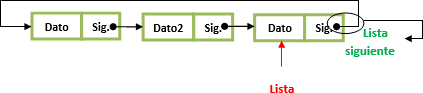 Dato Sig. Dato2 Sig. Dato Sig.
Lista
siguiente
Lista